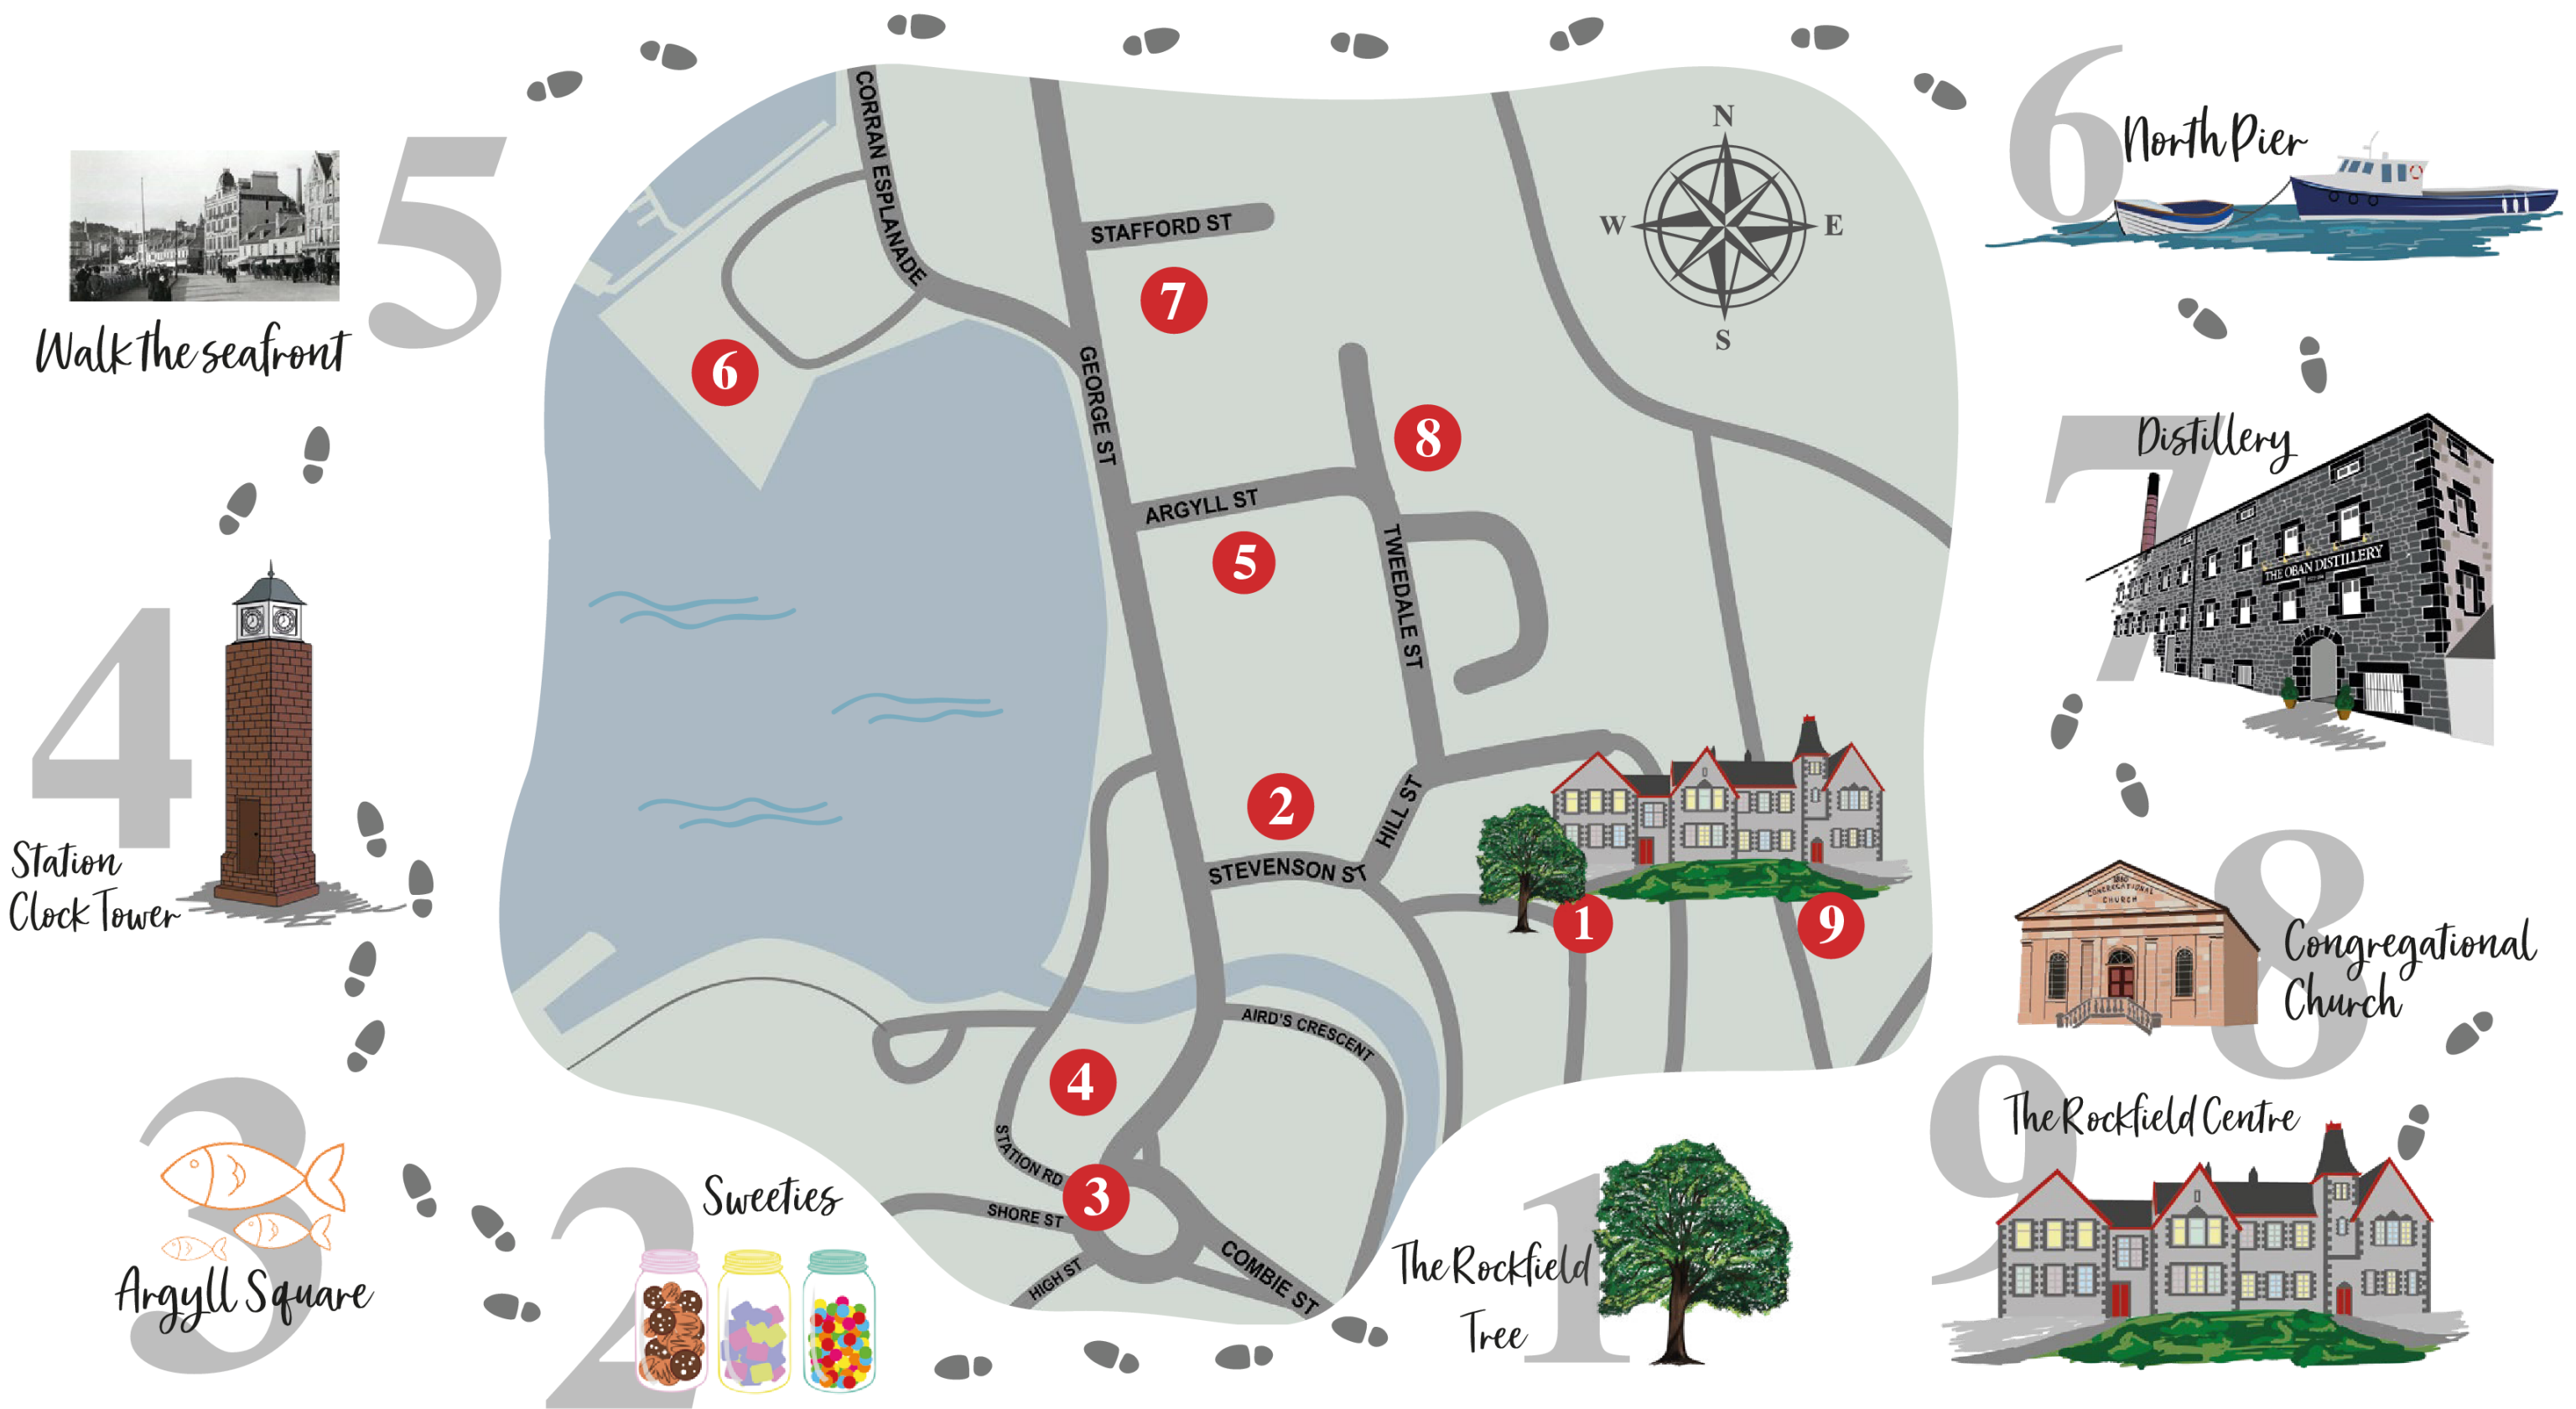 5
Walk the seafront
4
Station
Clock Tower
3
Argyll Square
2
Sweeties
1
The Rockfield
Tree
6
North Pier
7
Distillery
THE OBAN DISTILLERY
8
1880
CONGREGATIONAL
CHURCH
Congregational
Church
9
The Rockfield Centre
N
W
E
S
CORRAN ESPLANADE
STAFFORD ST
7
6
GEORGE ST
8
ARGYLL ST
5
TWEEDALE ST
2
HILL ST
STEVENSON ST
1
9
AIRD'S CRESCENT
4
STATION RD
3
SHORE ST
HIGH ST
COMBIE ST